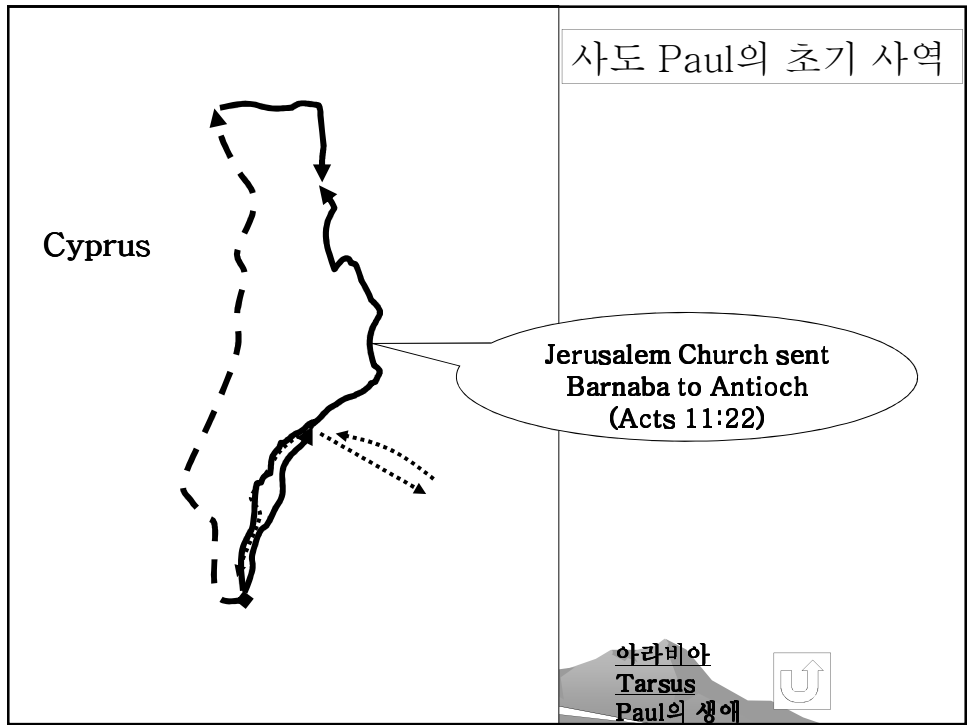 사도 Paul의 초기 사역
Cyprus
Jerusalem Church sent
Barnaba to Antioch
(Acts 11:22)
아라비아
Tarsus
Paul의 생애